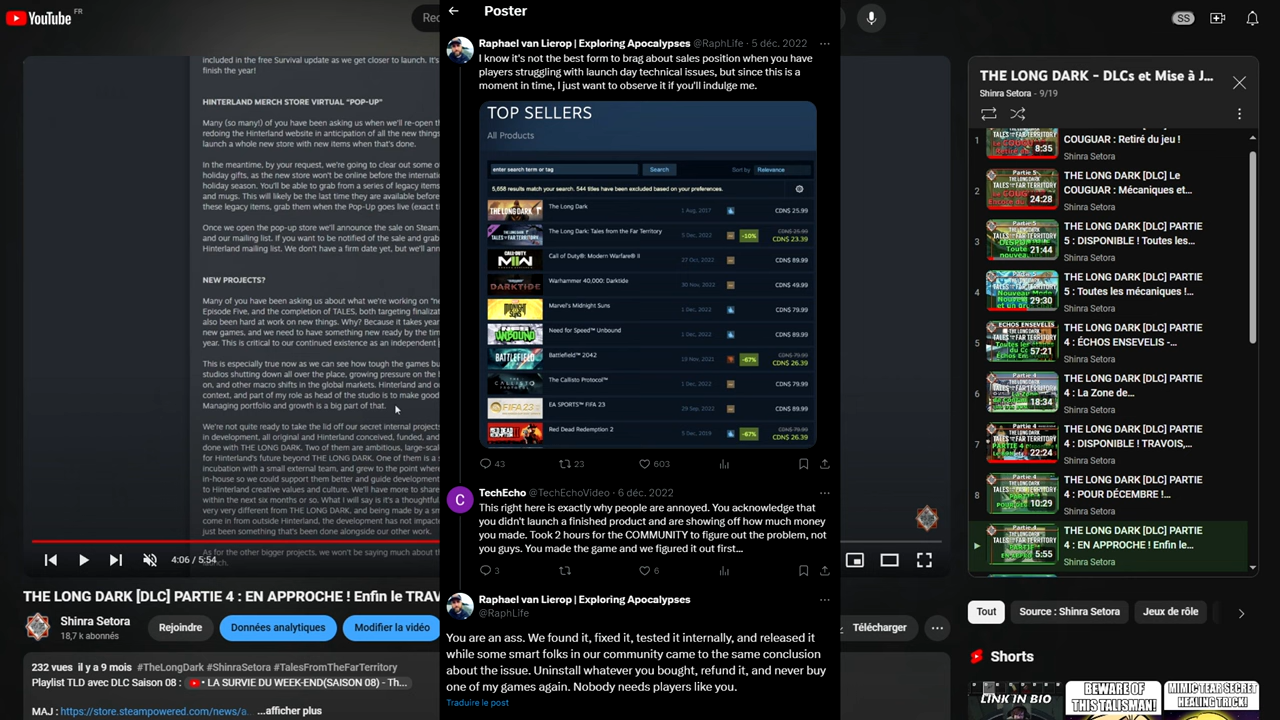 YouTube FR
Rec
SS
included in the free Survival update as we get closer to launch. It's
finish the year!
HINTERLAND MERCH STORE VIRTUAL "POP-UP"
Many (so many!) of you have been asking us when we'll re-open th
redoing the Hinterland website in anticipation of all the new things
launch a whole new store with new items when that's done.
In the meantime, by your request, we're going to clear out some o
holiday gifts, as the new store won't be online before the internati
holiday season. You'll be able to grab from a series of legacy items
and mugs. This will likely be the last time they are available before
these legacy items, grab them when the Pop-Up goes live (exact ti
Once we open the pop-up store we'll announce the sale on Steam
and our mailing list. If you want to be notified of the sale and grab
Hinterland mailing list. We don't have a firm date yet, but we'll ann
NEW PROJECTS?
Many of you have been asking us about what we're working on "ne
Episode Five, and the completion of TALES, both targeting finalizat
also been hard at work on new things. Why? Because it takes year
new games, and we need to have something new ready by the tim
year. This is critical to our continued existence as an independent
This is especially true now as we can see how tough the games bu
studios shutting down all over the place, growing pressure on the
on, and other macro shifts in the global markets. Hinterland and o
context, and part of my role as head of the studio is to make good
Managing portfolio and growth is a big part of that.
We're not quite ready to take the lid off our secret internal projects
in development, all original and Hinterland conceived, funded, and
done with THE LONG DARK. Two of them are ambitious, large-scal
for Hinterland's future beyond THE LONG DARK. One of them is a
incubation with a small external team, and grew to the point where
in-house so we could support them better and guide development
to Hinterland creative values and culture. We'll have more to share
within the next six months or so. What I will say is it's a thoughtful
very very different from THE LONG DARK, and being made by a sm
come in from outside Hinterland, the development has not impacte
just been something that's been done alongside our other work.
As for the other bigger projects, we won't be saying much about th
4:06 / 5:54
THE LONG DARK [DLC] PARTIE 4 : EN APPROCHE ! Enfin le TRAV
Shinra Setora
18,7 k abonnés
Rejoindre
Données analytiques
Modifier la vidéo
Télécharger
232 vues il y a 9 mois #TheLongDark #ShinraSetora #TalesFromTheFarTerritory
Playlist TLD avec DLC Saison 08 : • LA SURVIE DU WEEK-END(SAISON 08) - Th...
MAJ : https://store.steampowered.com/news/a... ...afficher plus
Poster
Raphael van Lierop | Exploring Apocalypses @RaphLife · 5 déc. 2022
I know it's not the best form to brag about sales position when you have
players struggling with launch day technical issues, but since this is a
moment in time, I just want to observe it if you'll indulge me.
TOP SELLERS
All Products
enter search term or tag Search Sort by Relevance
5,658 results match your search. 544 titles have been excluded based on your preferences.
The Long Dark 1 Aug, 2017 CDN$ 25.99
The Long Dark: Tales from the Far Territory 5 Dec, 2022 -10% CDN$ 25.99 CDN$ 23.39
Call of Duty®: Modern Warfare® II 27 Oct, 2022 CDN$ 89.99
Warhammer 40,000: Darktide 30 Nov, 2022 CDN$ 49.99
Marvel's Midnight Suns 1 Dec, 2022 CDN$ 79.99
Need for Speed™ Unbound 1 Dec, 2022 CDN$ 89.99
Battlefield™ 2042 19 Nov, 2021 -67% CDN$ 79.99 CDN$ 26.39
The Callisto Protocol™ 1 Dec, 2022 CDN$ 79.99
EA SPORTS™ FIFA 23 29 Sep, 2022 CDN$ 89.99
Red Dead Redemption 2 5 Dec, 2019 -67% CDN$ 79.99 CDN$ 26.39
43 23 603
C
TechEcho @TechEchoVideo · 6 déc. 2022
This right here is exactly why people are annoyed. You acknowledge that
you didn't launch a finished product and are showing off how much money
you made. Took 2 hours for the COMMUNITY to figure out the problem, not
you guys. You made the game and we figured it out first...
3 6
Raphael van Lierop | Exploring Apocalypses
@RaphLife
You are an ass. We found it, fixed it, tested it internally, and released it
while some smart folks in our community came to the same conclusion
about the issue. Uninstall whatever you bought, refund it, and never buy
one of my games again. Nobody needs players like you.
Traduire le post
THE LONG DARK - DLCs et Mise à J...
Shinra Setora - 9/19
1
COUGUAR : Retiré du jeu !
Shinra Setora
8:35
2
THE LONG DARK [DLC] Le
COUGUAR : Mécaniques et...
Shinra Setora
24:28
3
THE LONG DARK [DLC] PARTIE
5 : DISPONIBLE ! Toutes les...
Shinra Setora
21:44
4
THE LONG DARK [DLC] PARTIE
5 : Toutes les mécaniques !...
Shinra Setora
29:30
5
THE LONG DARK [DLC] PARTIE
4 : ÉCHOS ENSEVELIS -...
Shinra Setora
57:21
6
THE LONG DARK [DLC] PARTIE
4 : La Zone de...
Shinra Setora
18:34
7
THE LONG DARK [DLC] PARTIE
4 : DISPONIBLE ! TRAVOIS,...
Shinra Setora
22:24
8
THE LONG DARK [DLC] PARTIE
4 : POUR DÉCEMBRE !...
Shinra Setora
10:29
THE LONG DARK [DLC] PARTIE
4 : EN APPROCHE ! Enfin le...
Shinra Setora
5:55
Tout
Source : Shinra Setora
Jeux de rôle
Shorts
LINK IN BIO
BEWARE OF
THIS TALISMAN!
MIMIC TEAR SECRET
HEALING TRICK!